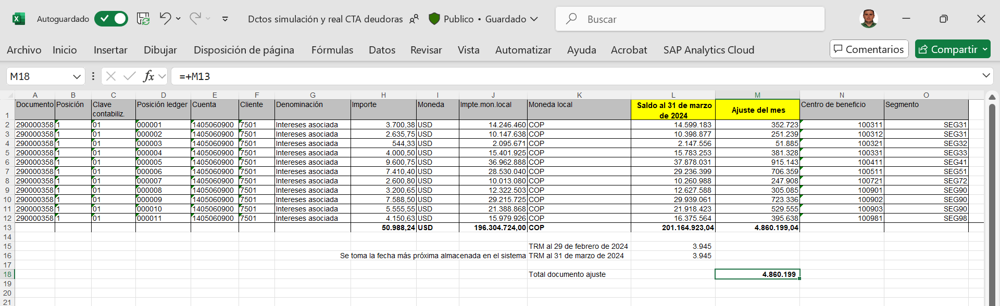 Autoguardado Dctos simulación y real CTA deudoras Publico • Guardado Buscar
Archivo Inicio Insertar Dibujar Disposición de página Fórmulas Datos Revisar Vista Automatizar Ayuda Acrobat SAP Analytics Cloud Comentarios Compartir
M18 fx =+M13
A B C D E F G H I J K L M N O
1 Documento Posición Clave contabiliz. Posición ledger Cuenta Cliente Denominación Importe Moneda Impte.mon.local Moneda local Saldo al 31 de marzo de 2024 Ajuste del mes Centro de beneficio Segmento
2 290000358 1 01 000001 1405060900 7501 Intereses asociada 3.700,38 USD 14.246.460 COP 14.599.183 352.723 100311 SEG31
3 290000358 1 01 000002 1405060900 7501 Intereses asociada 2.635,75 USD 10.147.638 COP 10.398.877 251.239 100312 SEG31
4 290000358 1 01 000003 1405060900 7501 Intereses asociada 544,33 USD 2.095.671 COP 2.147.556 51.885 100321 SEG32
5 290000358 1 01 000004 1405060900 7501 Intereses asociada 4.000,50 USD 15.401.925 COP 15.783.253 381.328 100331 SEG33
6 290000358 1 01 000005 1405060900 7501 Intereses asociada 9.600,75 USD 36.962.888 COP 37.878.031 915.143 100411 SEG41
7 290000358 1 01 000006 1405060900 7501 Intereses asociada 7.410,40 USD 28.530.040 COP 29.236.399 706.359 100511 SEG51
8 290000358 1 01 000007 1405060900 7501 Intereses asociada 2.600,80 USD 10.013.080 COP 10.260.988 247.908 100721 SEG72
9 290000358 1 01 000008 1405060900 7501 Intereses asociada 3.200,65 USD 12.322.503 COP 12.627.588 305.085 100901 SEG90
10 290000358 1 01 000009 1405060900 7501 Intereses asociada 7.588,50 USD 29.215.725 COP 29.939.061 723.336 100902 SEG90
11 290000358 1 01 000010 1405060900 7501 Intereses asociada 5.555,55 USD 21.388.868 COP 21.918.423 529.555 100903 SEG90
12 290000358 1 01 000011 1405060900 7501 Intereses asociada 4.150,63 USD 15.979.926 COP 16.375.564 395.638 100981 SEG98
13 50.988,24 USD 196.304.724,00 COP 201.164.923,04 4.860.199,04
14
15 TRM al 29 de febrero de 2024 3.945
16 Se toma la fecha más próxima almacenada en el sistema TRM al 31 de marzo de 2024 3.945
17
18 Total documento ajuste 4.860.199
19
20
21